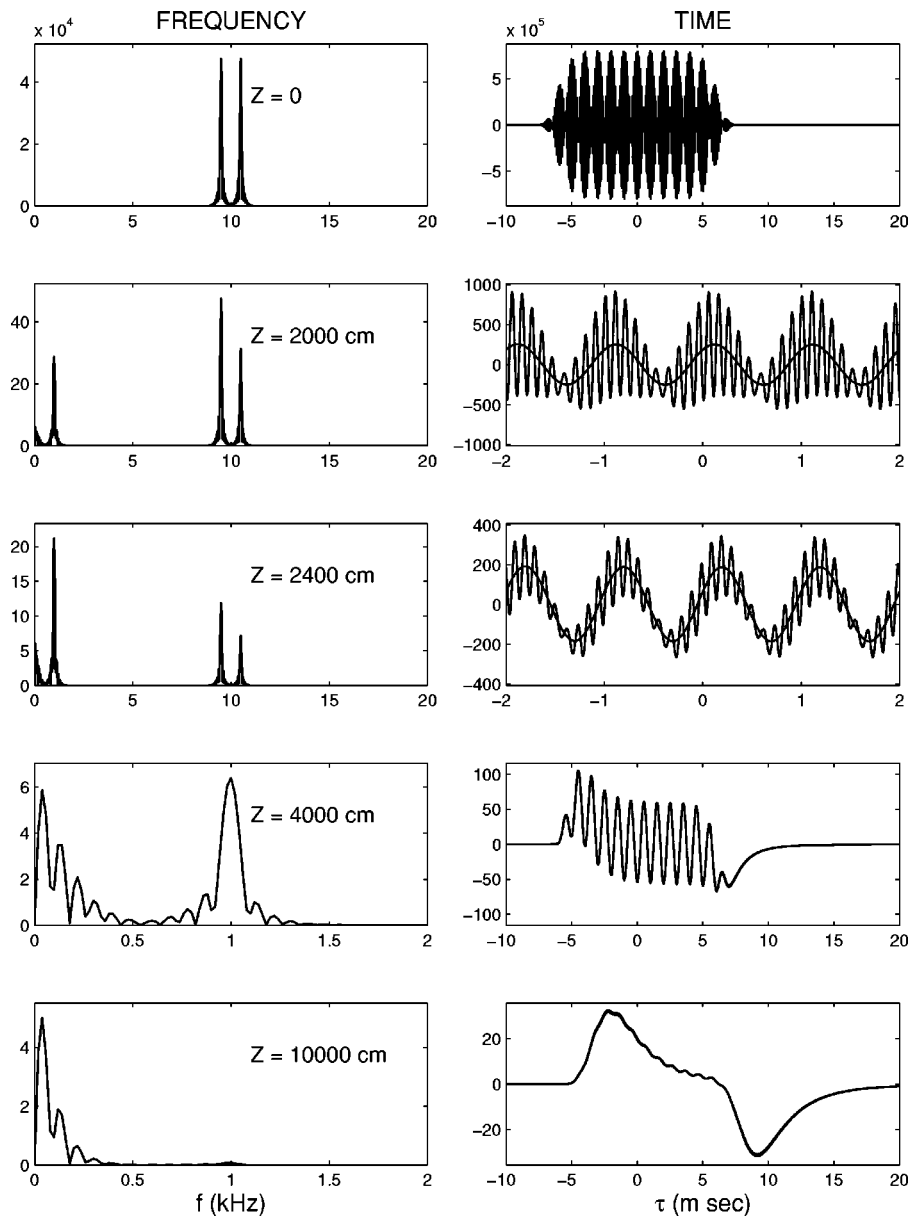 FREQUENCY
TIME
x 10⁴
x 10⁵
4
2
0
Z = 0
0 5 10 15 20
5
0
−5
−10 −5 0 5 10 15 20
40
20
0
Z = 2000 cm
0 5 10 15 20
1000
500
0
−500
−1000
−2 −1 0 1 2
20
15
10
5
0
Z = 2400 cm
0 5 10 15 20
400
200
0
−200
−400
−2 −1 0 1 2
6
4
2
0
Z = 4000 cm
0 0.5 1 1.5 2
100
50
0
−50
−100
−10 −5 0 5 10 15 20
4
2
0
Z = 10000 cm
0 0.5 1 1.5 2
20
0
−20
−10 −5 0 5 10 15 20
f (kHz)
τ (m sec)